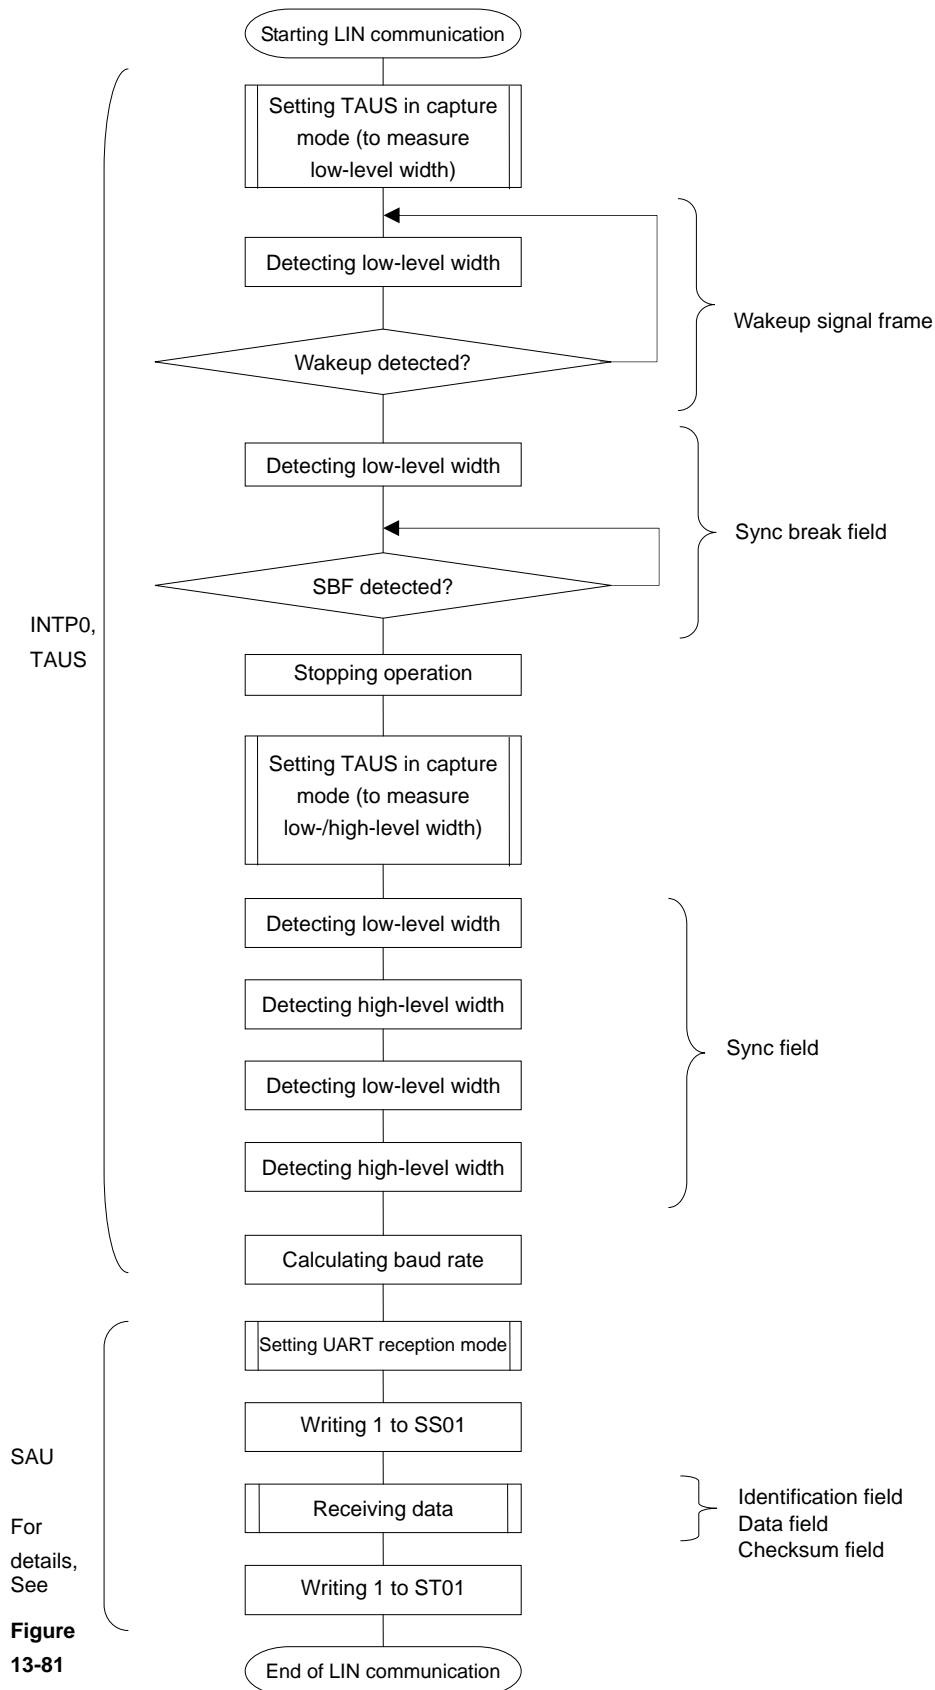 Starting LIN communication
Setting TAUS in capture
mode (to measure
low-level width)
Detecting low-level width
Wakeup detected?
Wakeup signal frame
Detecting low-level width
SBF detected?
Sync break field
INTP0,
TAUS
Stopping operation
Setting TAUS in capture
mode (to measure
low-/high-level width)
Detecting low-level width
Detecting high-level width
Detecting low-level width
Detecting high-level width
Sync field
Calculating baud rate
Setting UART reception mode
Writing 1 to SS01
Receiving data
Identification field
Data field
Checksum field
Writing 1 to ST01
SAU
For
details,
See
Figure
13-81
End of LIN communication